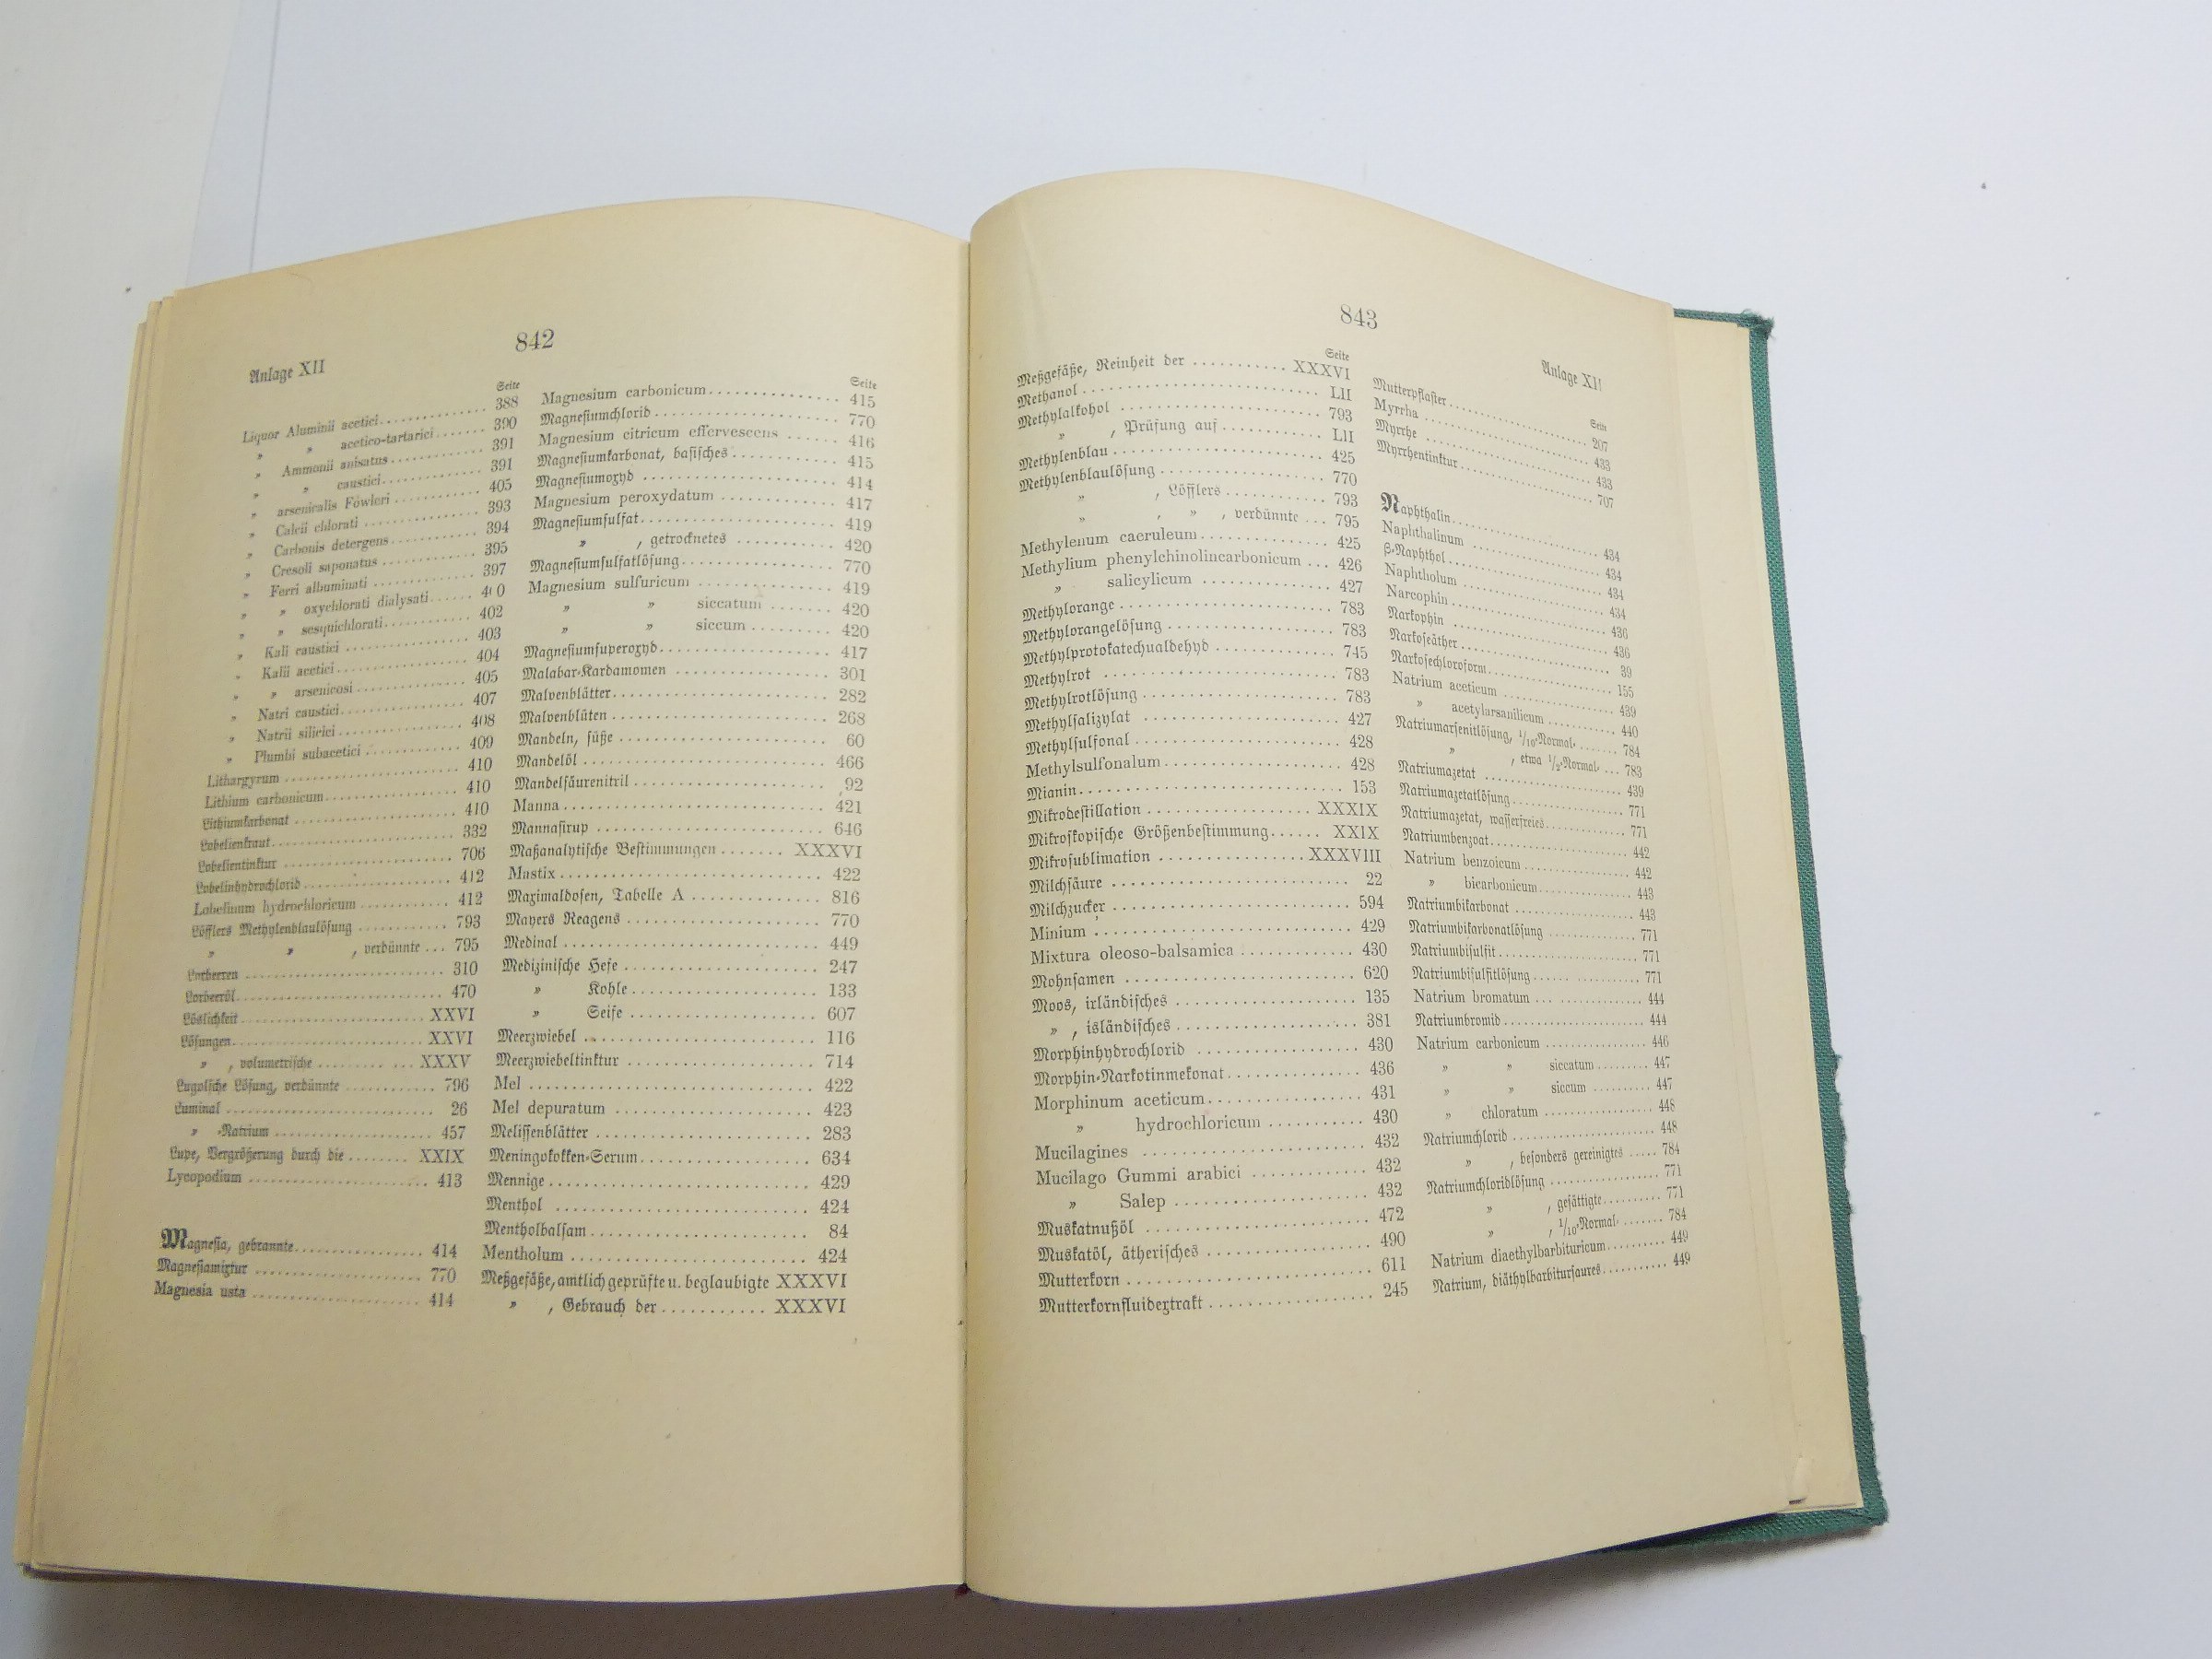 842
Anlage XII
Seite
Liquor Aluminii acetici............... 388
„ „ acetico-tartarici....... 390
„ Ammonii anisatus ............ 391
„ „ caustici............... 391
„ arsenicalis Fowleri ............ 405
„ Calcii chlorati ................ 393
„ Carbonis detergens............ 394
„ Cresoli saponatus ............. 395
„ Ferri albuminati .............. 397
„ „ oxychlorati dialysati...... 400
„ „ sesquichlorati............ 402
„ Kali caustici ................. 403
„ Kalii acetici.................. 404
„ „ arsenicosi................ 405
„ Natri caustici................. 407
„ Natrii silicici................. 408
„ Plumbi subacetici ............. 409
Lithargyrum ........................ 410
Lithium carbonicum.................. 410
Lithiumkarbonat .................... 410
Lobelienkraut....................... 332
Lobelientinktur .................... 706
Lobelinhydrochlorid................. 412
Lobelinum hydrochloricum ............ 412
Löfflers Methylenblaulösung ............ 793
„ „ , verdünnte ... 795
Lorbeeren ......................... 310
Lorbeeröl.......................... 470
Löslichkeit........................ XXVI
Lösungen........................ XXVI
„ , volumetrische ............ XXXV
Lugolsche Lösung, verdünnte ............ 796
Luminal ........................... 26
„ -Natrium ..................... 457
Lupe, Vergrößerung durch die ........ XXIX
Lycopodium ........................ 413
Magnesia, gebrannte................. 414
Magnesiamixtur ..................... 770
Magnesia usta ...................... 414
Seite
Magnesium carbonicum............... 415
Magnesiumchlorid .................... 770
Magnesium citricum effervescens ...... 416
Magnesiumkarbonat, basisches........... 415
Magnesiumoxyd ..................... 414
Magnesium peroxydatum ............. 417
Magnesiumsulfat..................... 419
„ , getrocknetes ........... 420
Magnesiumsulfatlösung................ 770
Magnesium sulfuricum ............... 419
„ „ siccatum ....... 420
„ „ siccum ......... 420
Magnesiumsuperoxyd.................. 417
Malabar-Kardamomen ................. 301
Malvenblätter....................... 282
Malvenblüten ....................... 268
Mandeln, süße ...................... 60
Mandelöl .......................... 466
Mandelsäurenitril.................... 92
Manna............................. 421
Mannasirup ........................ 646
Maßanalytische Bestimmungen ....... XXXVI
Mastix............................. 422
Maximaldosen, Tabelle A ............. 816
Mayers Reagens .................... 770
Medinal ........................... 449
Medizinische Hefe .................... 247
„ Kohle.................... 133
„ Seife .................... 607
Meerzwiebel ........................ 116
Meerzwiebeltinktur ................... 714
Mel ............................... 422
Mel depuratum ..................... 423
Melissenblätter ...................... 283
Meningokokken-Serum................. 634
Mennige............................ 429
Menthol ........................... 424
Mentholbalsam...................... 84
Mentholum ......................... 424
Meßgefäße, amtlich geprüfte u. beglaubigte XXXVI
„ , Gebrauch der ........... XXXVI
843
Anlage XII
Seite
Meßgefäße, Reinheit der ........... XXXVI
Methanol .......................... LII
Methylalkohol ...................... 793
„ , Prüfung auf ............ LII
Methylenblau........................ 425
Methylenblaulösung................... 770
„ , Löfflers............ 793
„ , „ , verdünnte ... 795
Methylenum caeruleum................ 425
Methylium phenylchinolincarbonicum ... 426
„ salicylicum ............... 427
Methylorange........................ 783
Methylorangelösung ................... 783
Methylprotokatechualdehyd ............. 745
Methylrot .......................... 783
Methylrotlösung ...................... 783
Methylsalizylat ...................... 427
Methylsulfonal....................... 428
Methylsulfonalum..................... 428
Mianin............................. 153
Mikrodestillation .................. XXXIX
Mikroskopische Größenbestimmung...... XXIX
Mikrosublimation ................ XXXVIII
Milchsäure ......................... 22
Milchzucker ........................ 594
Minium ............................ 429
Mixtura oleoso-balsamica ............. 430
Mohnsamen ......................... 620
Moos, irländisches .................... 135
„ , isländisches.................... 381
Morphinhydrochlorid .................. 430
Morphin-Narkotinmekonat.............. 436
Morphinum aceticum................. 431
„ hydrochloricum ........... 430
Mucilagines ........................ 432
Mucilago Gummi arabici ............. 432
„ Salep ..................... 432
Muskatnußöl ........................ 472
Muskatöl, ätherisches ................. 490
Mutterkorn.......................... 611
Mutterkornfluidextrakt ................. 245
Seite
Mutterpflaster....................... 207
Myrrha ............................ 433
Myrrhe ............................ 433
Myrrhentinktur...................... 707
Naphthalin.......................... 434
Naphthalinum ....................... 434
β-Naphthol......................... 434
Naphtholum ........................ 434
Narcophin.......................... 436
Narkophin .......................... 436
Narkoseäther........................ 39
Narkosechloroform.................... 155
Natrium aceticum ................... 439
„ acetylarsanilicum ........... 440
Natriumarsenitlösung, 1/10-Normal- ....... 784
„ , etwa 1/2-Normal- ... 783
Natriumazetat ....................... 439
Natriumazetatlösung................... 771
Natriumazetat, wasserfreies.............. 771
Natriumbenzoat...................... 442
Natrium benzoicum .................. 442
„ bicarbonicum................ 443
Natriumbikarbonat ................... 443
Natriumbikarbonatlösung ............... 771
Natriumbisulfit....................... 771
Natriumbisulfitlösung .................. 771
Natrium bromatum ... .............. 444
Natriumbromid...................... 444
Natrium carbonicum ................. 446
„ „ siccatum ......... 447
„ „ siccum .......... 447
„ chloratum .................. 448
Natriumchlorid ...................... 448
„ , besonders gereinigtes ..... 784
Natriumchloridlösung .................. 771
„ , gesättigte.......... 771
„ , 1/10-Normal- ....... 784
Natrium diaethylbarbituricum.......... 449
Natrium, diäthylbarbitursaures........... 449